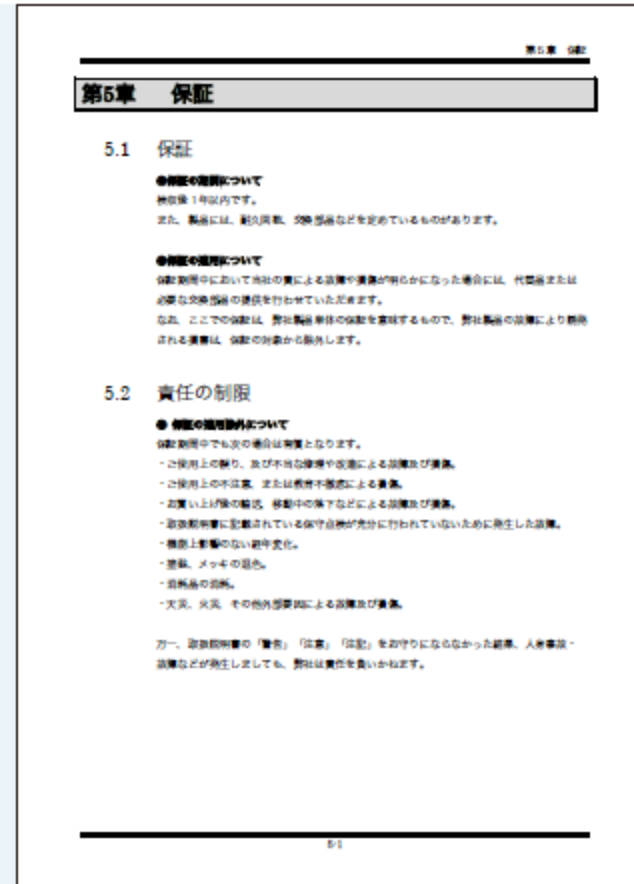 第5章 保証
第5章 保証
5.1 保証
●保証の期間について
検収後1年以内です。
また、製品には、耐久回数、交換部品などを定めているものがあります。
●保証の適用について
保証期間中において当社の責による故障や損傷が明らかになった場合には、代替品または
必要な交換部品の提供を行わせていただきます。
なお、ここでの保証は、弊社製品単体の保証を意味するもので、弊社製品の故障により誘発
される損害は、保証の対象から除外します。
5.2 責任の制限
● 保証の適用除外について
保証期間中でも次の場合は有償となります。
・ご使用上の誤り、及び不当な修理や改造による故障及び損傷。
・ご使用上の不注意、または教育不徹底による損傷。
・お買い上げ後の輸送、移動中の落下などによる故障及び損傷。
・取扱説明書に記載されている保守点検が充分に行われていないために発生した故障。
・機能上影響のない経年変化。
・塗装、メッキの退色。
・消耗品の消耗。
・天災、火災、その他外部要因による故障及び損傷。
万一、取扱説明書の「警告」「注意」「注記」をお守りにならなかった結果、人身事故・
故障などが発生しましても、弊社は責任を負いかねます。
5-1